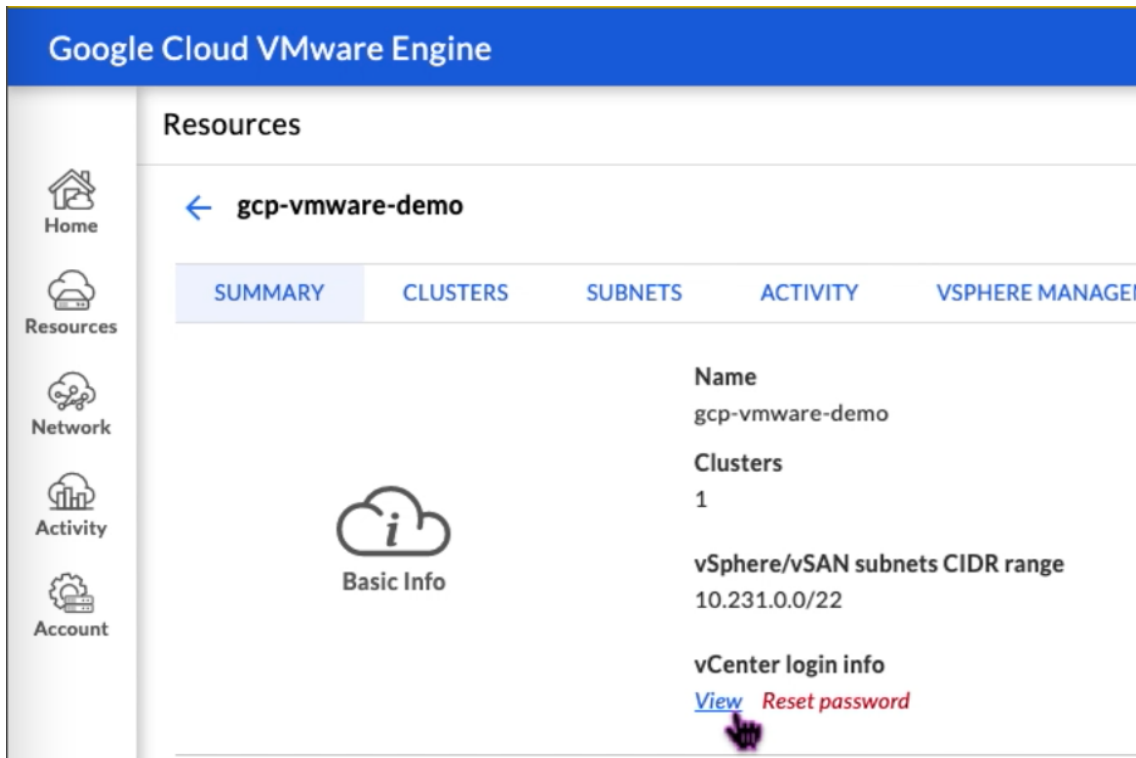 Google Cloud VMware Engine
Resources
Home
Resources
Network
Activity
Account
gcp-vmware-demo
SUMMARY CLUSTERS SUBNETS ACTIVITY VSPHERE MANAGEM
Basic Info
Name
gcp-vmware-demo
Clusters
1
vSphere/vSAN subnets CIDR range
10.231.0.0/22
vCenter login info
View Reset password